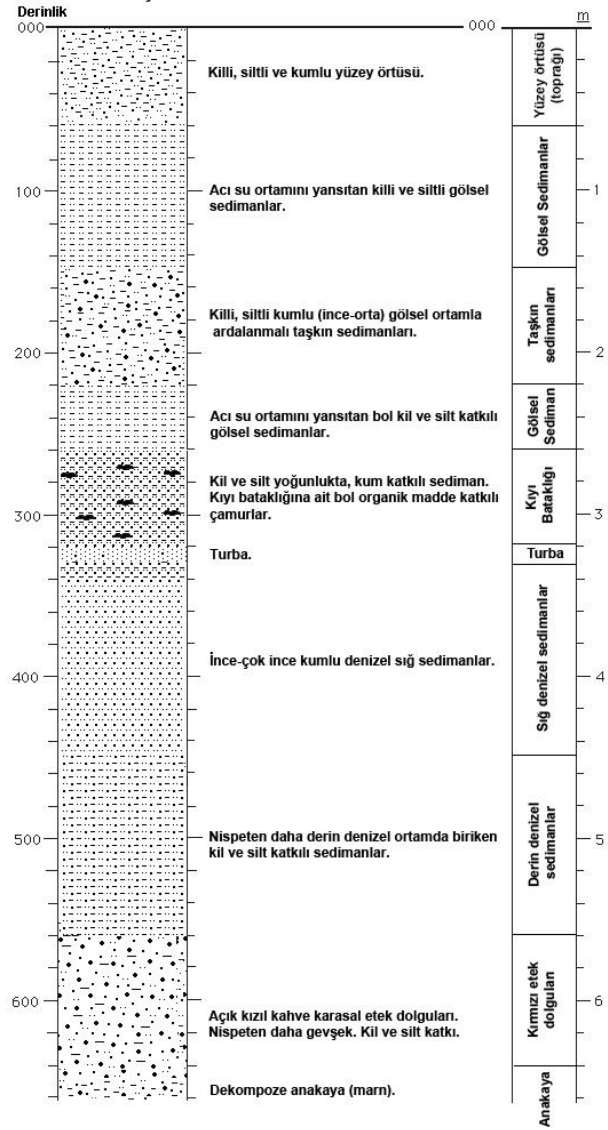 Derinlik
000
000
m
Killi, siltli ve kumlu yüzey örtüsü.
Yüzey örtüsü
(toprağı)
100
Acı su ortamını yansıtan killi ve siltli gölsel
sedimanlar.
Gölsel Sedimanlar
1
Killi, siltli kumlu (ince-orta) gölsel ortamla
ardalanmalı taşkın sedimanları.
Taşkın
sedimanları
200
2
Acı su ortamını yansıtan bol kil ve silt katkılı
gölsel sedimanlar.
Gölsel
Sediman
Kil ve silt yoğunlukta, kum katkılı sediman.
Kıyı bataklığına ait bol organik madde katkılı
çamurlar.
Kıyı
Bataklığı
300
3
Turba.
Turba
İnce-çok ince kumlu denizel sığ sedimanlar.
Sığ denizel sedimanlar
400
4
500
Nispeten daha derin denizel ortamda biriken
kil ve silt katkılı sedimanlar.
Derin denizel
sedimanlar
5
600
Açık kızıl kahve karasal etek dolguları.
Nispeten daha gevşek. Kil ve silt katkı.
Kırmızı etek
dolguları
6
Dekompoze anakaya (marn).
Anakaya